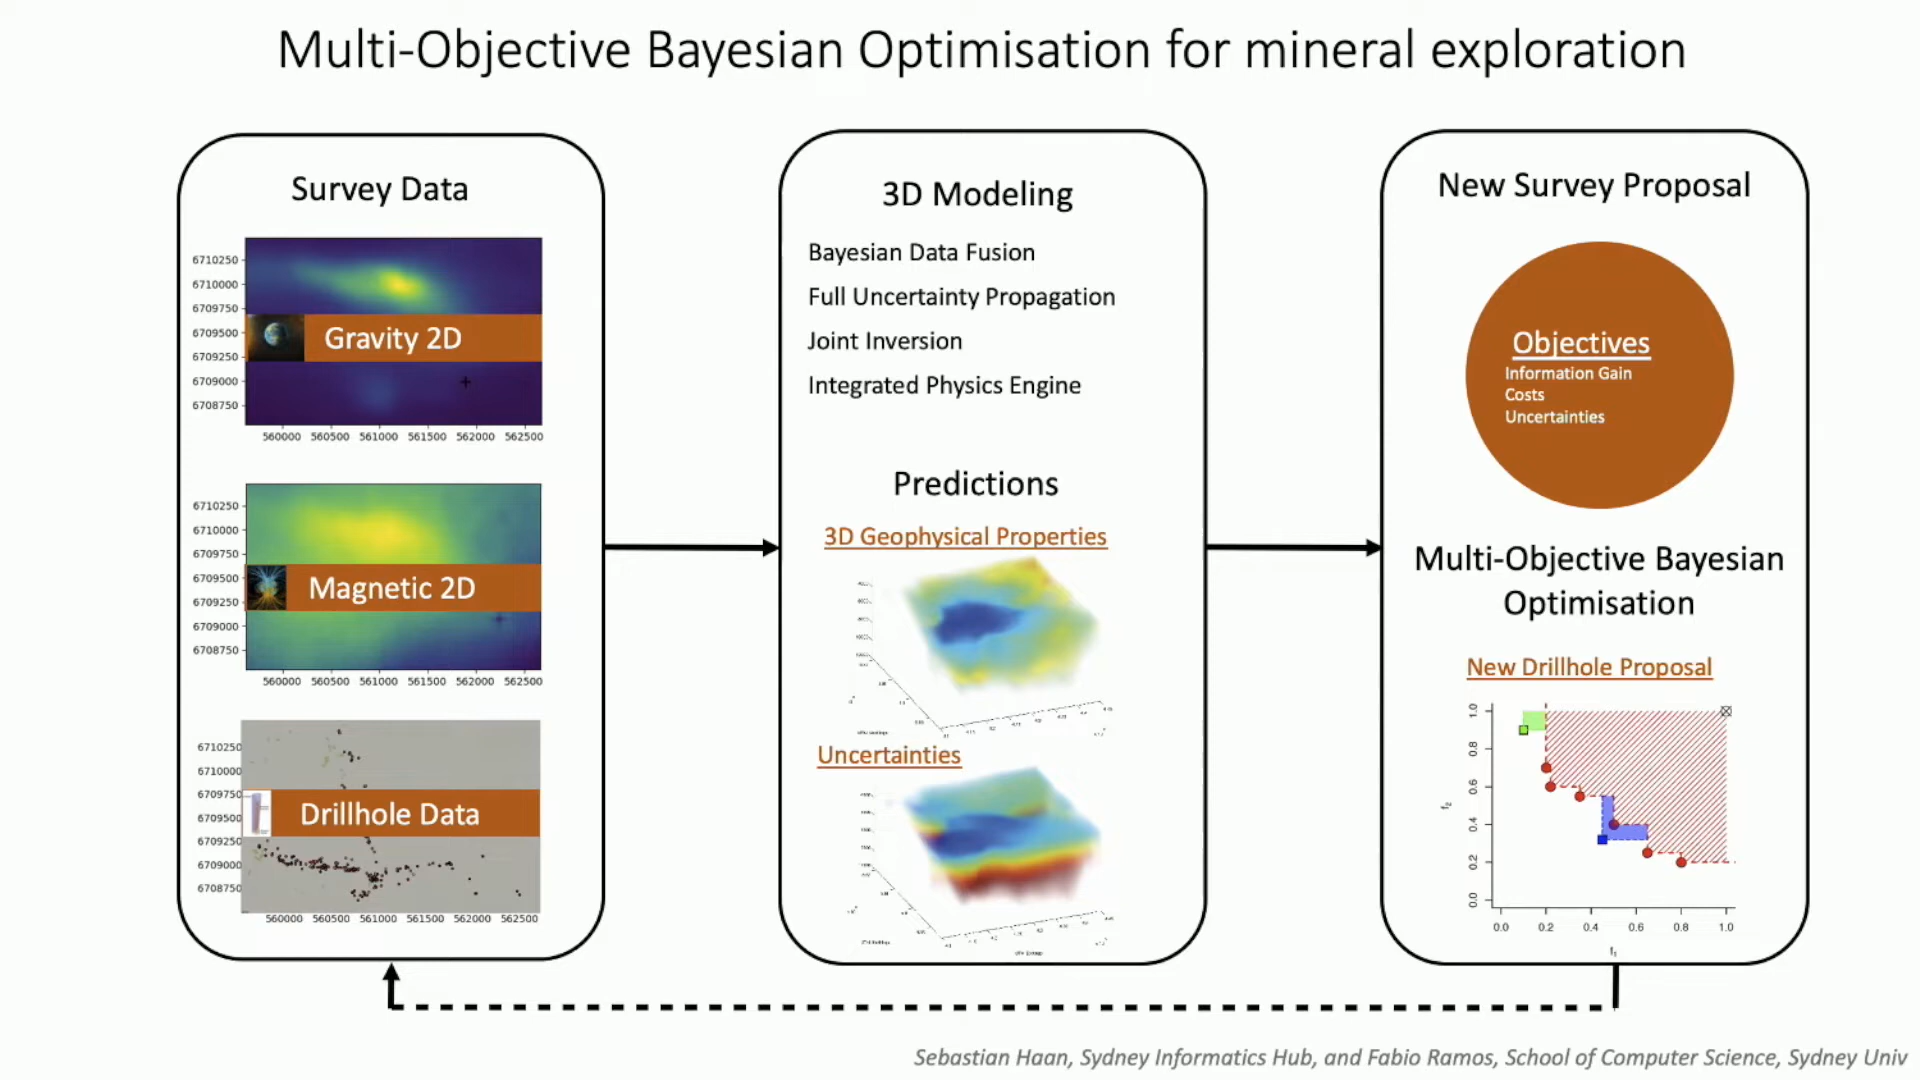 Multi-Objective Bayesian Optimisation for mineral exploration
Survey Data
6710250
6710000
6709750
6709500
6709250
6709000
6708750
Gravity 2D
560000 560500 561000 561500 562000 562500
6710250
6710000
6709750
6709500
6709250
6709000
6708750
Magnetic 2D
560000 560500 561000 561500 562000 562500
6710250
6710000
6709750
6709500
6709250
6709000
6708750
Drillhole Data
560000 560500 561000 561500 562000 562500
3D Modeling
Bayesian Data Fusion
Full Uncertainty Propagation
Joint Inversion
Integrated Physics Engine
Predictions
3D Geophysical Properties
Uncertainties
New Survey Proposal
Objectives
Information Gain
Costs
Uncertainties
Multi-Objective Bayesian
Optimisation
New Drillhole Proposal
1.0
0.8
0.6
0.4
0.2
0.0
f2
0.0 0.2 0.4 0.6 0.8 1.0
f1
Sebastian Haan, Sydney Informatics Hub, and Fabio Ramos, School of Computer Science, Sydney Univ